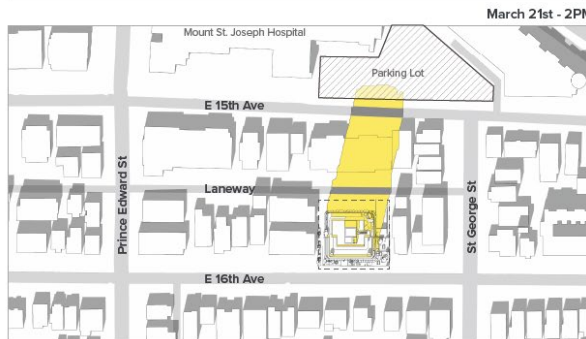 March 21st - 2PM
Mount St. Joseph Hospital
Parking Lot
E 15th Ave
Laneway
Prince Edward St
St George St
E 16th Ave